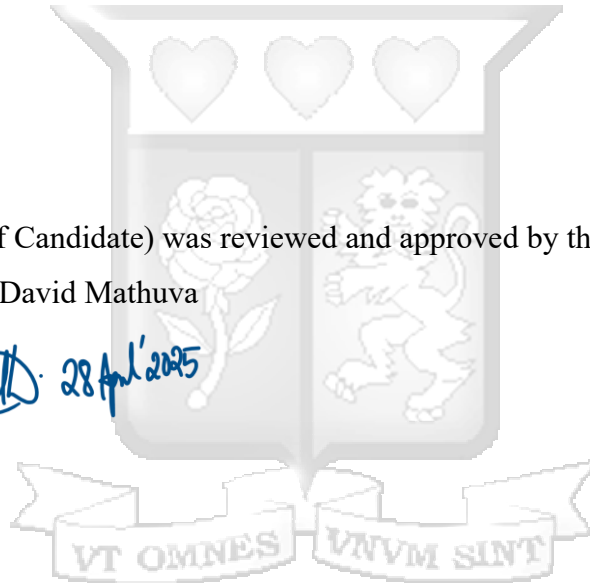 f Candidate) was reviewed and approved by th
David Mathuva
28 April' 2025
VT OMNES VNVM SINT